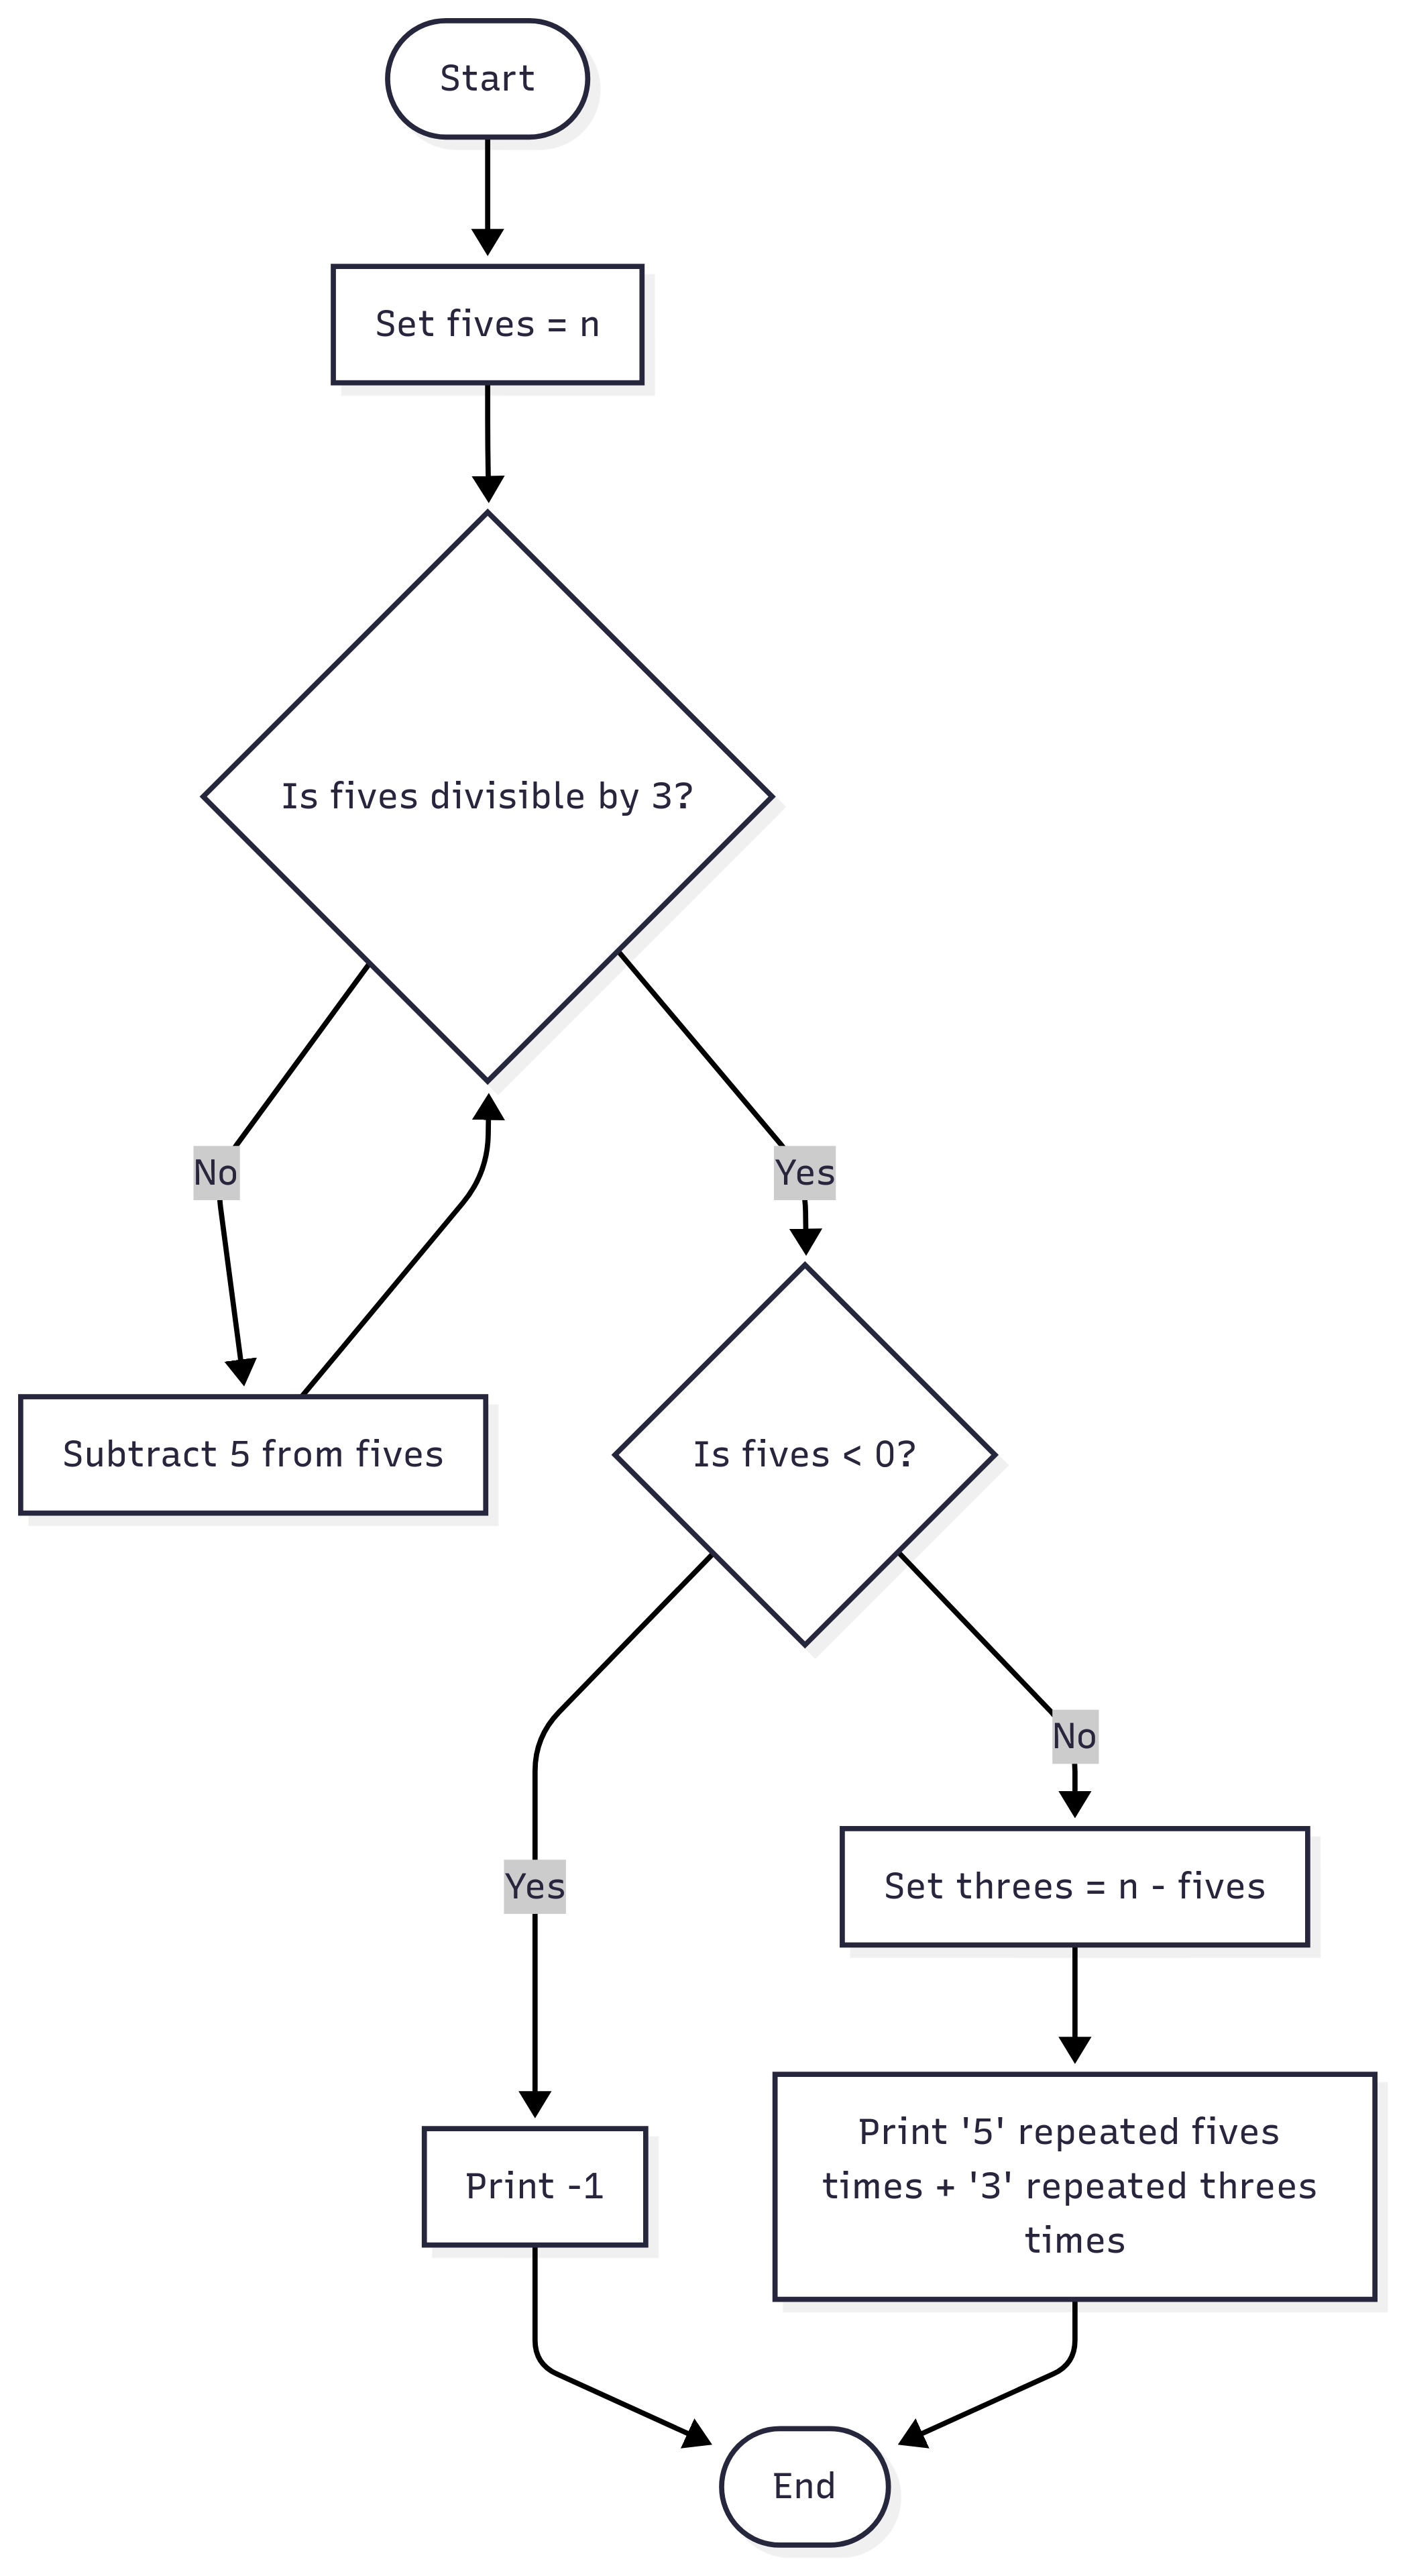 Start
Set fives = n
Is fives divisible by 3?
No
Yes
Subtract 5 from fives
Is fives < 0?
No
Yes
Set threes = n - fives
Print -1
Print '5' repeated fives
times + '3' repeated threes
times
End